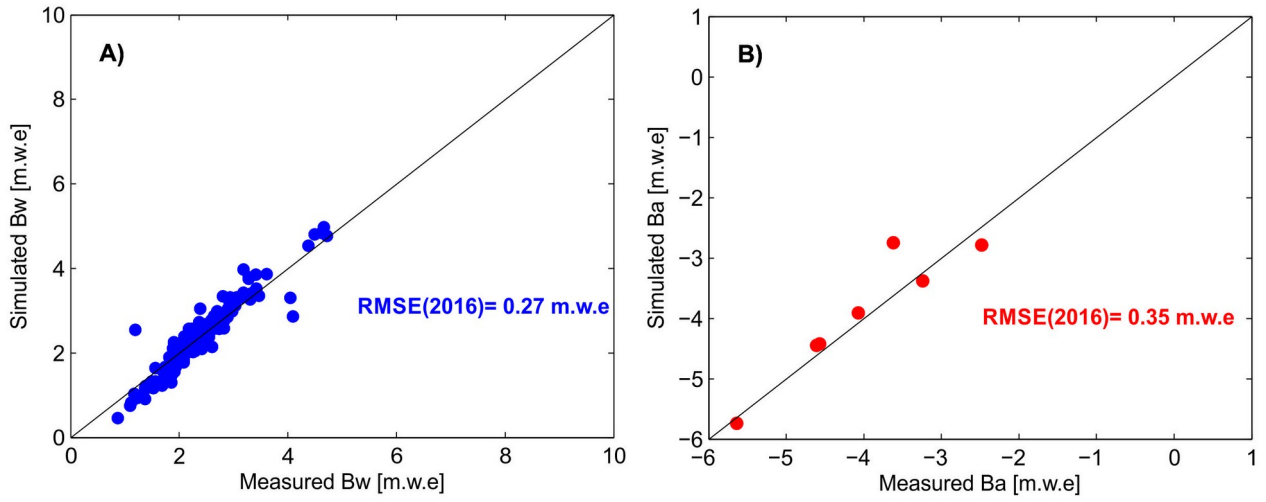 A)
10
8
6
4
2
0
Simulated Bw [m.w.e]
RMSE(2016)= 0.27 m.w.e
0 2 4 6 8 10
Measured Bw [m.w.e]
B)
1
0
−1
−2
−3
−4
−5
−6
Simulated Ba [m.w.e]
RMSE(2016)= 0.35 m.w.e
−6 −5 −4 −3 −2 −1 0 1
Measured Ba [m.w.e]